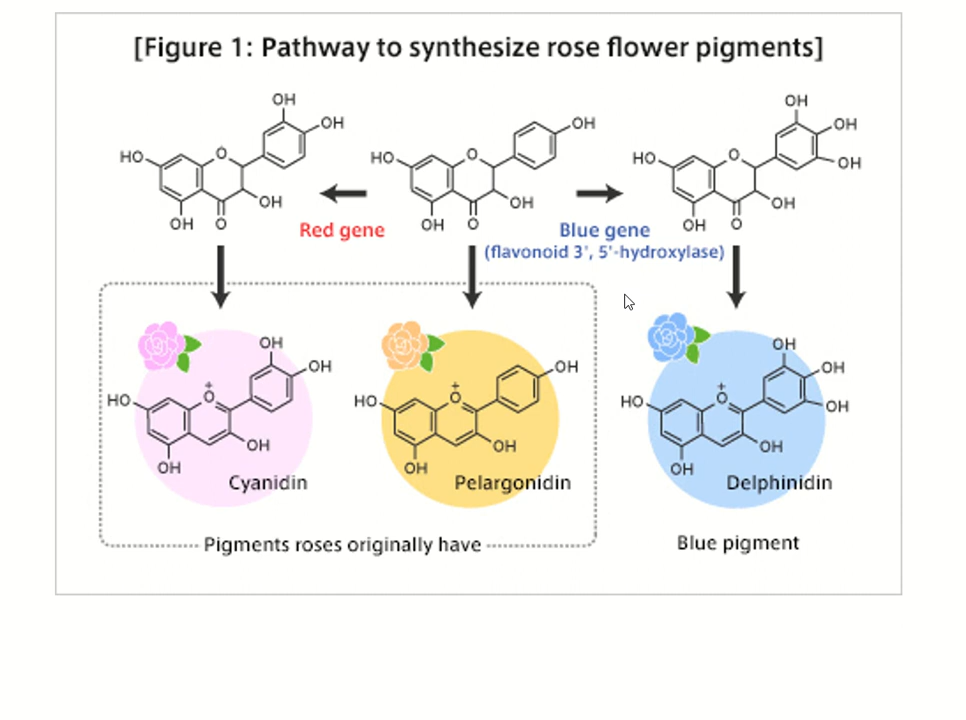 [Figure 1: Pathway to synthesize rose flower pigments]
OH
OH
HO
O
OH
OH
O
OH
HO
O
OH
OH
O
OH
OH
OH
HO
O
OH
OH
O
Red gene
Blue gene
(flavonoid 3', 5'-hydroxylase)
OH
OH
HO
+
O
OH
OH
Cyanidin
OH
HO
+
O
OH
OH
Pelargonidin
OH
OH
OH
HO
+
O
OH
OH
Delphinidin
Pigments roses originally have
Blue pigment